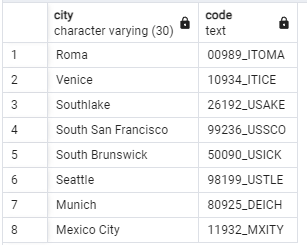 city code
character varying (30) text
1 Roma 00989_ITOMA
2 Venice 10934_ITICE
3 Southlake 26192_USAKE
4 South San Francisco 99236_USSCO
5 South Brunswick 50090_USICK
6 Seattle 98199_USTLE
7 Munich 80925_DEICH
8 Mexico City 11932_MXITY